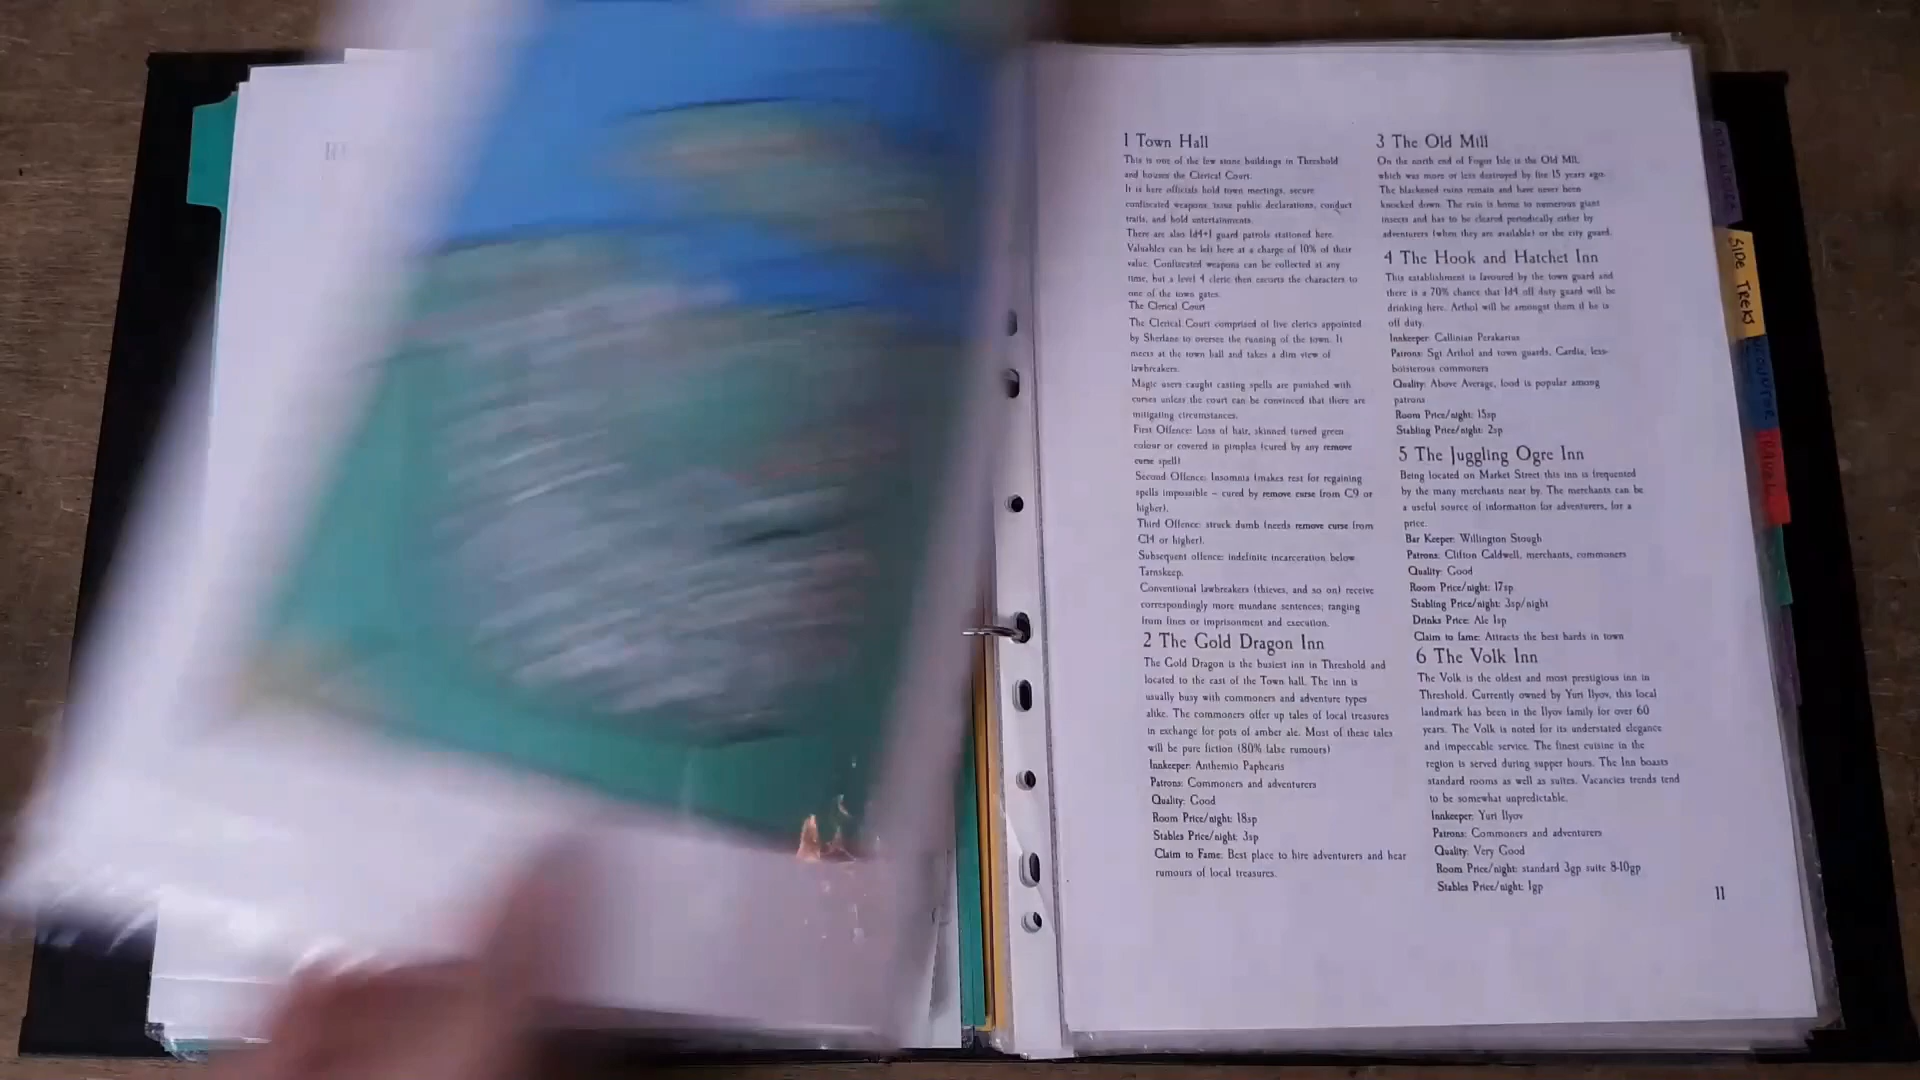 1 Town Hall
This is one of the few stone buildings in Threshold
and houses the Clerical Court.
It is here officials hold town meetings, secure
confiscated weapons, issue public declarations, conduct
trails, and hold entertainments.
There are also 1d4+1 guard patrols stationed here.
Valuables can be left here at a charge of 10% of their
value. Confiscated weapons can be collected at any
time, but a level 4 cleric then escorts the characters to
one of the town gates.
The Clerical Court
The Clerical Court comprised of five clerics appointed
by Sherlane to oversee the running of the town. It
meets at the town hall and takes a dim view of
lawbreakers.
Magic users caught casting spells are punished with
curses unless the court can be convinced that there are
mitigating circumstances.
First Offence: Loss of hair, skinned turned green
colour or covered in pimples (cured by any remove
curse spell)
Second Offence: Insomnia (makes rest for regaining
spells impossible – cured by remove curse from C9 or
higher).
Third Offence: struck dumb (needs remove curse from
C14 or higher).
Subsequent offence: indefinite incarceration below
Tarnskeep.
Conventional lawbreakers (thieves, and so on) receive
correspondingly more mundane sentences; ranging
from fines or imprisonment and execution.
2 The Gold Dragon Inn
The Gold Dragon is the busiest inn in Threshold and
located to the east of the Town hall. The inn is
usually busy with commoners and adventure types
alike. The commoners offer up tales of local treasures
in exchange for pots of amber ale. Most of these tales
will be pure fiction (80% false rumours)
Innkeeper: Anthemio Paphearis
Patrons: Commoners and adventurers
Quality: Good
Room Price/night: 18sp
Stables Price/night: 3sp
Claim to Fame: Best place to hire adventurers and hear
rumours of local treasures.
3 The Old Mill
On the north end of Fogor Isle is the Old Mill,
which was more or less destroyed by fire 15 years ago.
The blackened ruins remain and have never been
knocked down. The ruin is home to numerous giant
insects and has to be cleared periodically either by
adventurers (when they are available) or the city guard.
4 The Hook and Hatchet Inn
This establishment is favoured by the town guard and
there is a 70% chance that 1d4 off duty guard will be
drinking here. Arthol will be amongst them if he is
off duty.
Innkeeper: Callinian Perakarius
Patrons: Sgt Arthol and town guards, Cardia, less-
boisterous commoners
Quality: Above Average, food is popular among
patrons
Room Price/night: 15sp
Stabling Price/night: 2sp
5 The Juggling Ogre Inn
Being located on Market Street this inn is frequented
by the many merchants near by. The merchants can be
a useful source of information for adventurers, for a
price.
Bar Keeper: Willington Stough
Patrons: Clifton Caldwell, merchants, commoners
Quality: Good
Room Price/night: 17sp
Stabling Price/night: 3sp/night
Drinks Price: Ale 1sp
Claim to fame: Attracts the best bards in town
6 The Volk Inn
The Volk is the oldest and most prestigious inn in
Threshold. Currently owned by Yuri Ilyov, this local
landmark has been in the Ilyov family for over 60
years. The Volk is noted for its understated elegance
and impeccable service. The finest cuisine in the
region is served during supper hours. The Inn boasts
standard rooms as well as suites. Vacancies trends tend
to be somewhat unpredictable.
Innkeeper: Yuri Ilyov
Patrons: Commoners and adventurers
Quality: Very Good
Room Price/night: standard 3gp suite 8-10gp
Stables Price/night: 1gp
11
SIDE TREKS